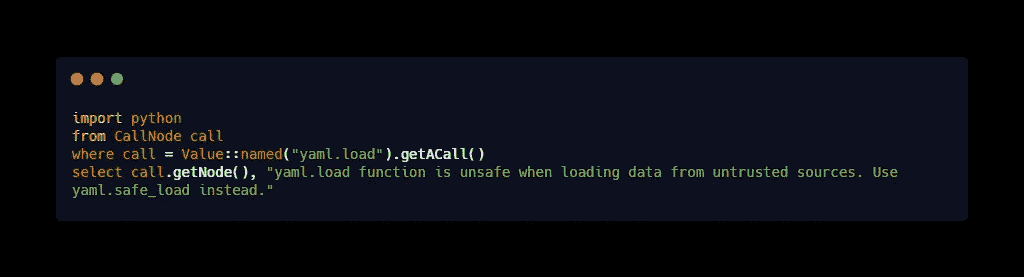 import python
from CallNode call
where call = Value::named("yaml.load").getACall()
select call.getNode(), "yaml.load function is unsafe when loading data from untrusted sources. Use
yaml.safe_load instead."